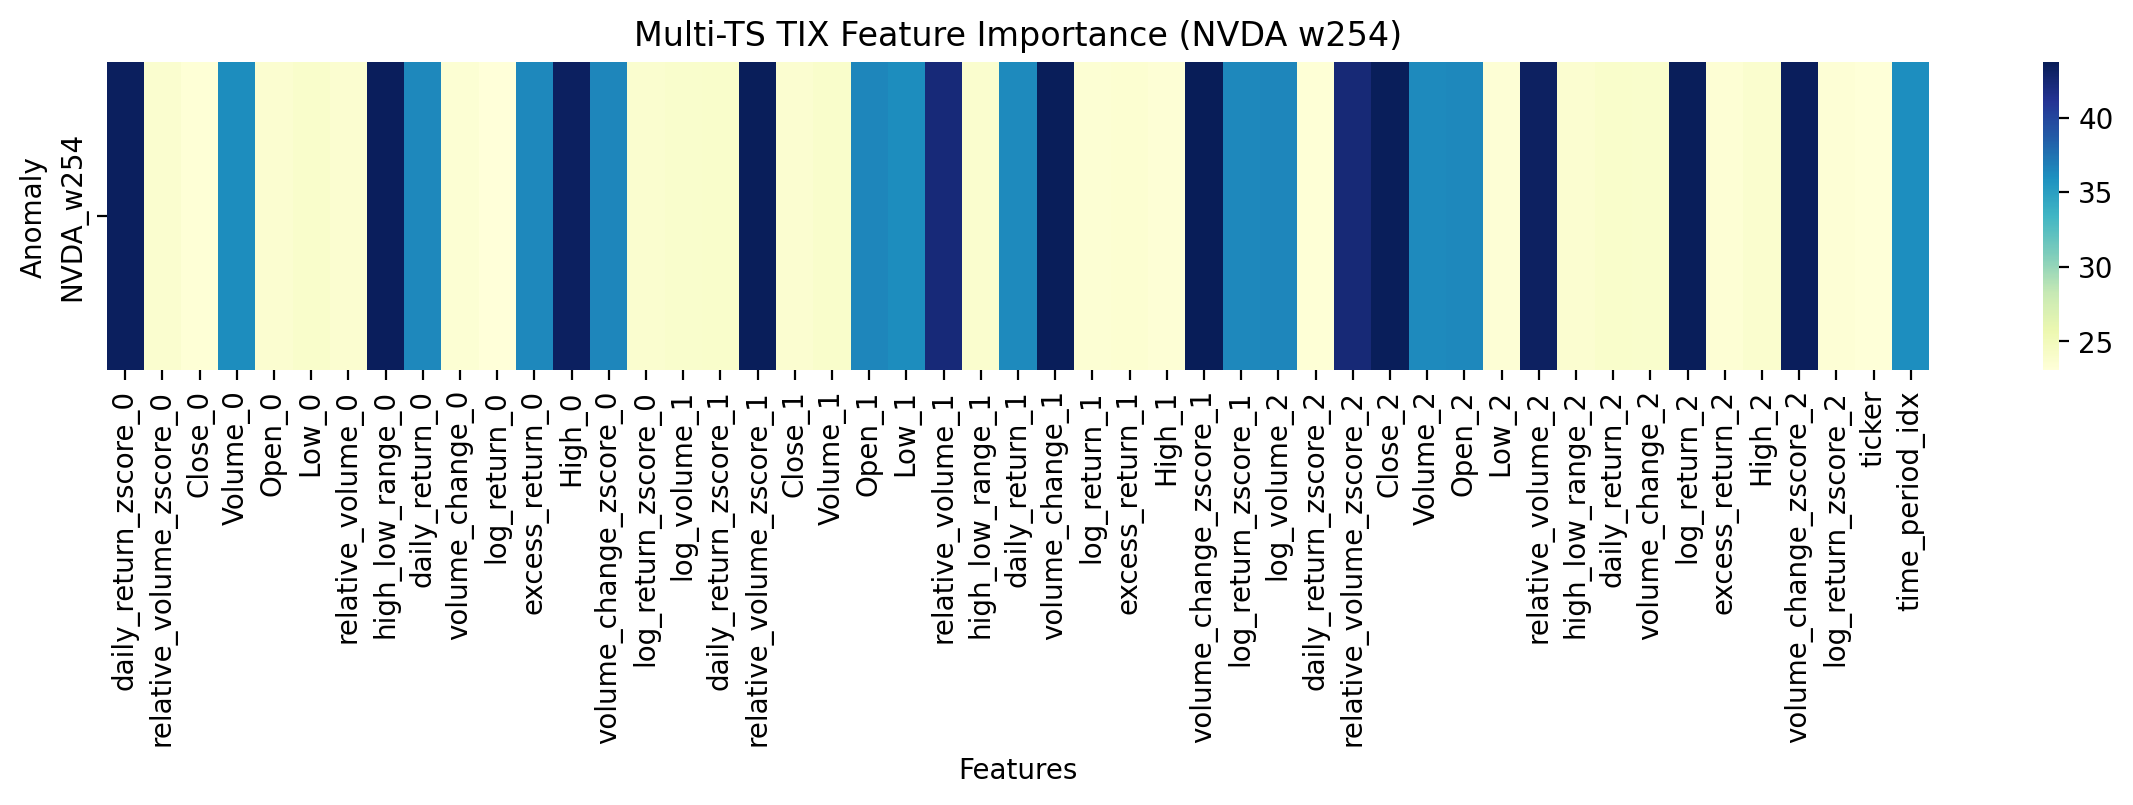 Multi-TS TIX Feature Importance (NVDA w254)
Anomaly
NVDA_w254
40
35
30
25
daily_return_zscore_0
relative_volume_zscore_0
Close_0
Volume_0
Open_0
Low_0
relative_volume_0
high_low_range_0
daily_return_0
volume_change_0
log_return_0
excess_return_0
High_0
volume_change_zscore_0
log_return_zscore_0
log_volume_1
daily_return_zscore_1
relative_volume_zscore_1
Close_1
Volume_1
Open_1
Low_1
relative_volume_1
high_low_range_1
daily_return_1
volume_change_1
log_return_1
excess_return_1
High_1
volume_change_zscore_1
log_return_zscore_1
log_volume_2
daily_return_zscore_2
relative_volume_zscore_2
Close_2
Volume_2
Open_2
Low_2
relative_volume_2
high_low_range_2
daily_return_2
volume_change_2
log_return_2
excess_return_2
High_2
volume_change_zscore_2
log_return_zscore_2
ticker
time_period_idx
Features